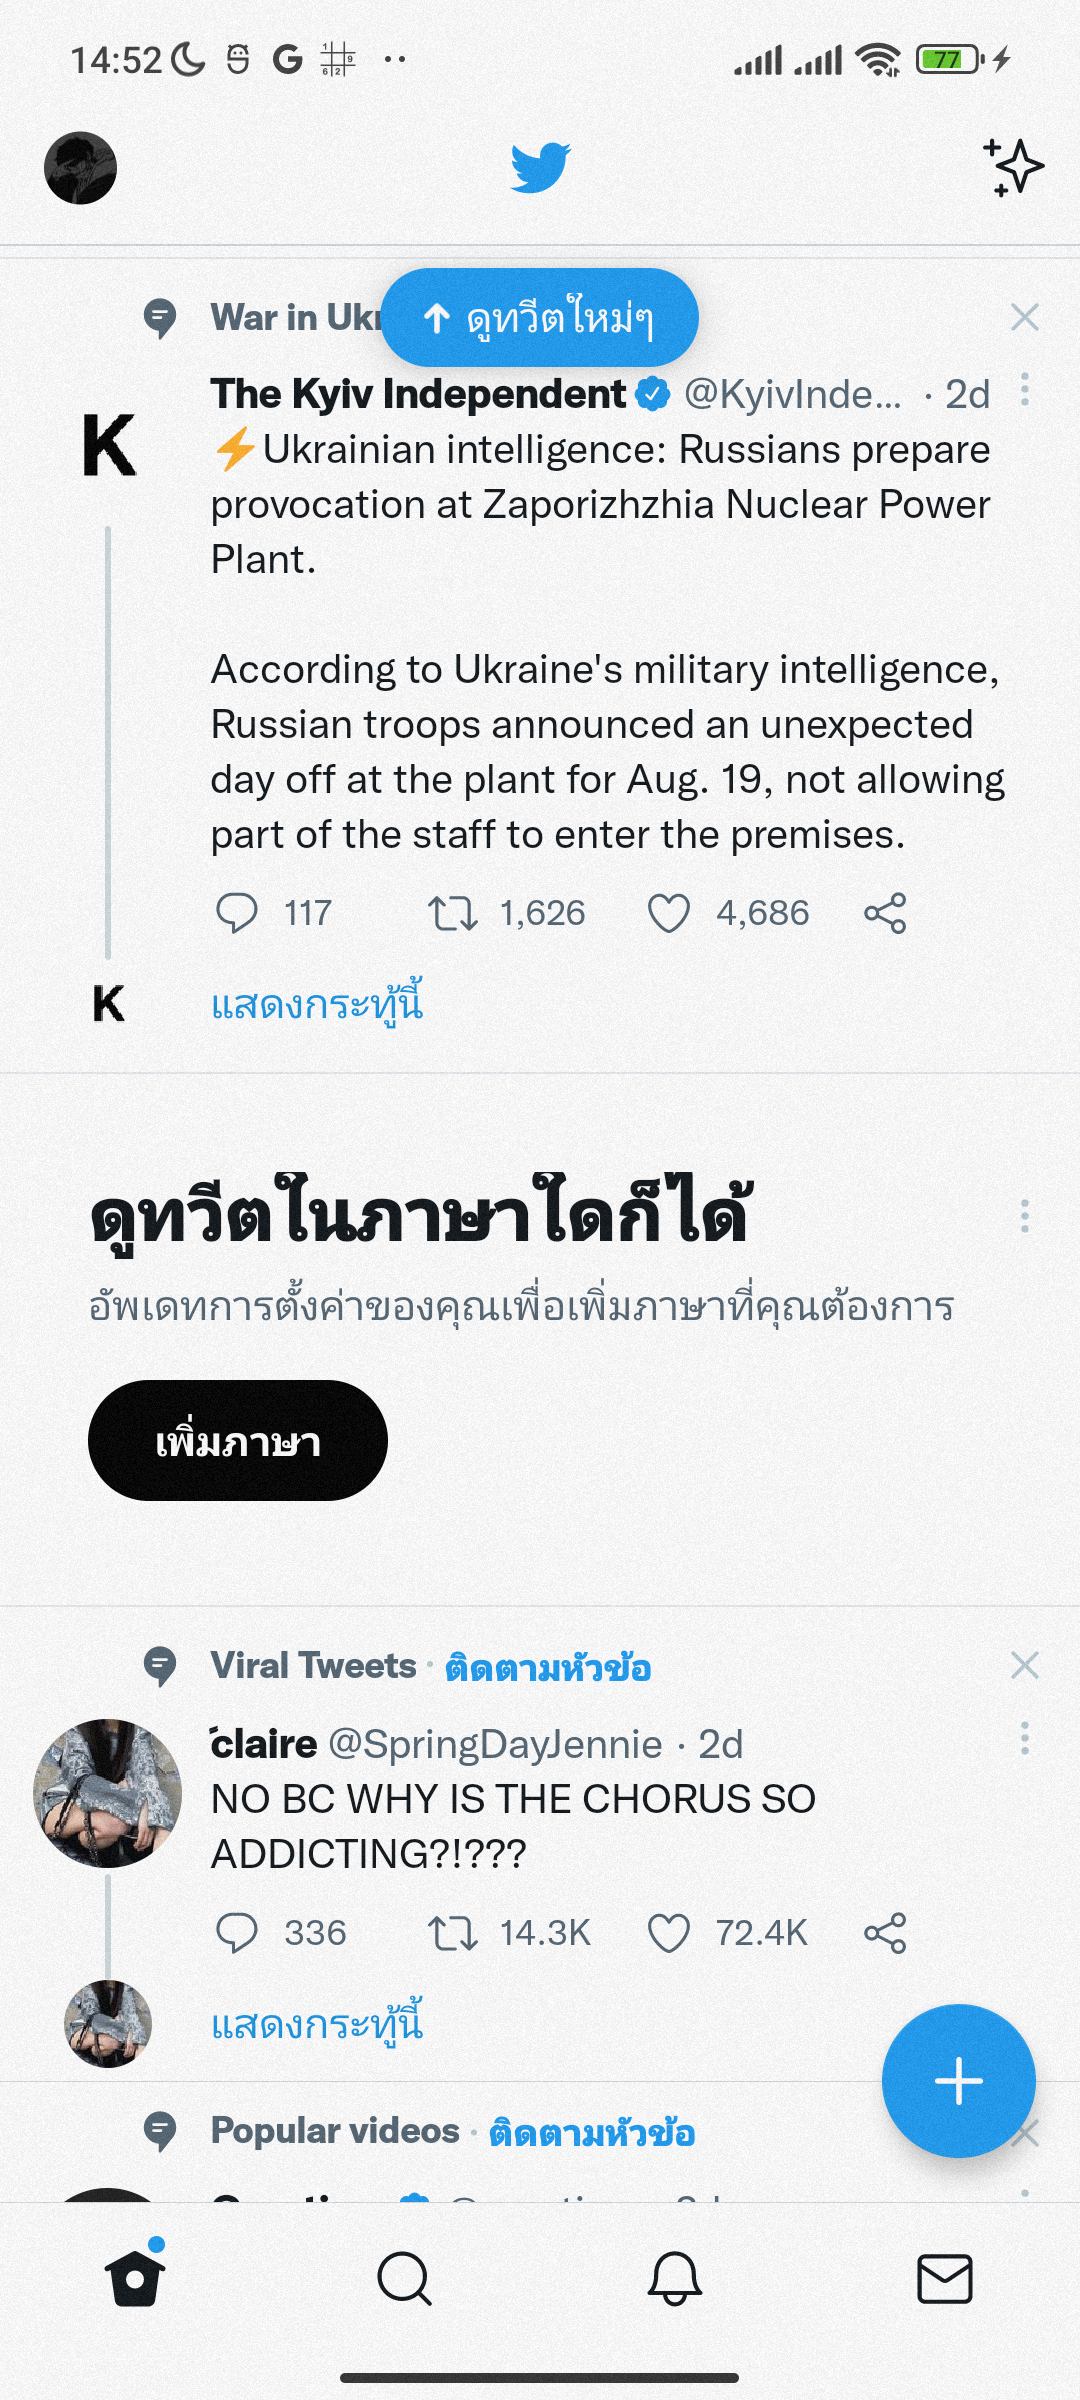 14:52
77
War in Ukr
ดูทวีตใหม่ๆ
The Kyiv Independent @KyivInde... · 2d
K
⚡Ukrainian intelligence: Russians prepare
provocation at Zaporizhzhia Nuclear Power
Plant.
According to Ukraine's military intelligence,
Russian troops announced an unexpected
day off at the plant for Aug. 19, not allowing
part of the staff to enter the premises.
117 1,626 4,686
K
แสดงกระทู้นี้
ดูทวีตในภาษาใดก็ได้
อัพเดทการตั้งค่าของคุณเพื่อเพิ่มภาษาที่คุณต้องการ
เพิ่มภาษา
Viral Tweets · ติดตามหัวข้อ
claire @SpringDayJennie · 2d
NO BC WHY IS THE CHORUS SO
ADDICTING?!???
336 14.3K 72.4K
แสดงกระทู้นี้
Popular videos · ติดตามหัวข้อ